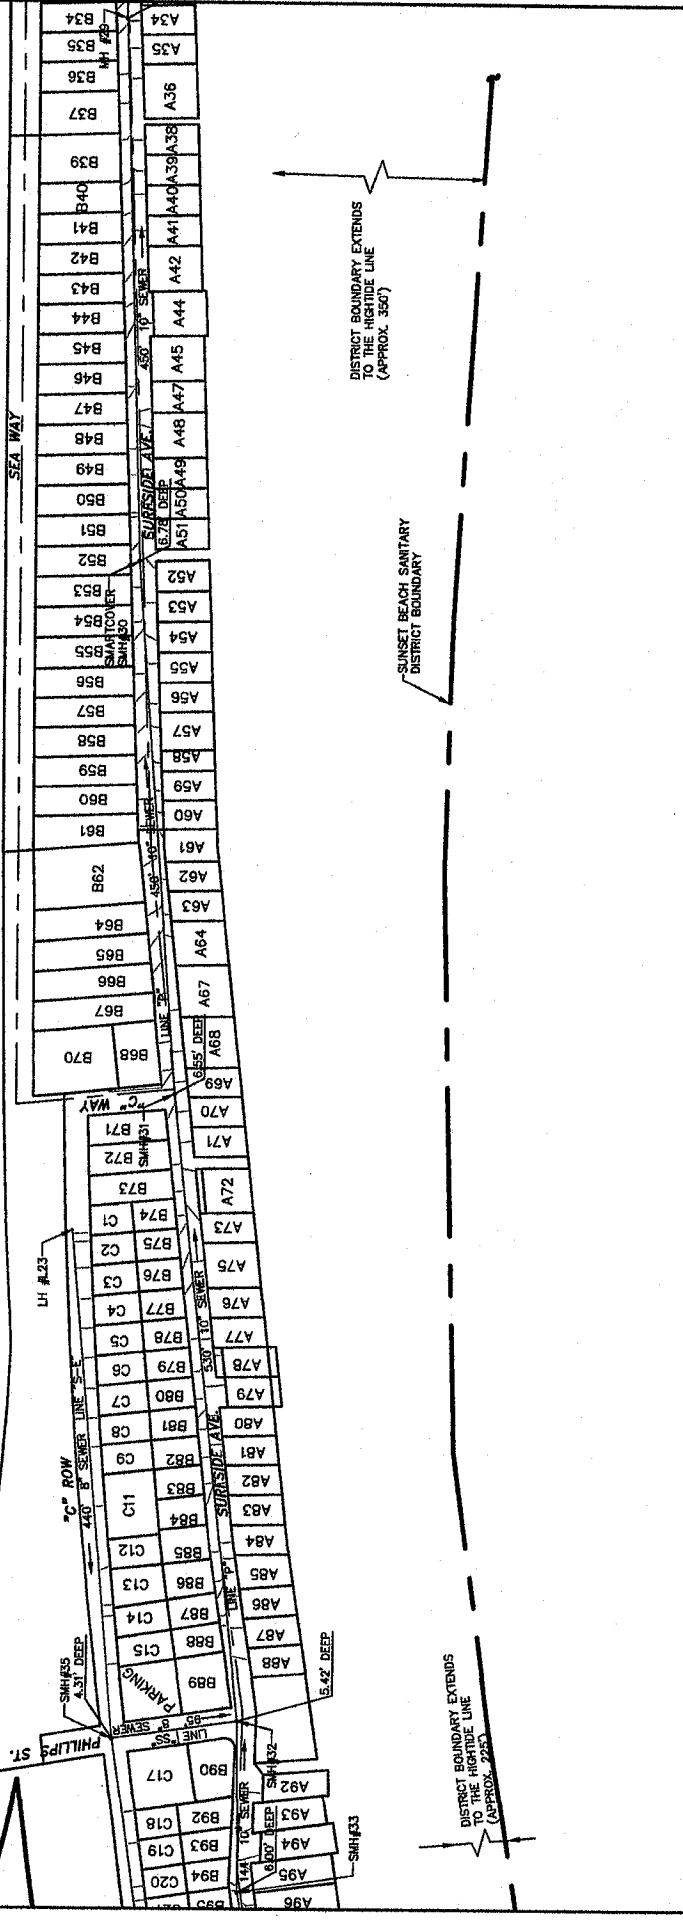 B34
B35
B36
B37
B39
B40
B41
B42
B43
B44
B45
B46
B47
B48
B49
B50
B51
B52
B53
B54
B55
B56
B57
B58
B59
B60
B61
B62
B64
B65
B66
B67
B70
B68
MH #29
A34
A35
A36
A38
A39
A40
A41
A42
A44
A45
A47
A48
A49
A50
A51
A52
A53
A54
A55
A56
A57
A58
A59
A60
A61
A62
A63
A64
A67
A68
A69
A70
A71
A72
A73
A75
A76
A77
A78
A79
A80
A81
A82
A83
A84
A85
A86
A87
A88
A92
A93
A94
A95
A96
SEA WAY
450' 10" SEWER
SURFSIDE AVE.
6.78' DEEP
SMARTCOVER
SMH#30
450' 10" SEWER
LINE "P"
6.55' DEEP
"C" WAY
SMH#31
B71
B72
B73
B74
B75
B76
B77
B78
B79
B80
B81
B82
B83
B84
B85
B86
B87
B88
B89
C1
C2
C3
C4
C5
C6
C7
C8
C9
C11
C12
C13
C14
C15
PARKING
LH #L23
"C" ROW
440' 8" SEWER LINE "S-E"
530' 10" SEWER
SURFSIDE AVE.
LINE "P"
SMH#35
4.31' DEEP
PHILLIPS ST.
95' 8" SEWER
LINE "SS"
5.42' DEEP
SMH#32
C17
C18
C19
C20
B90
B92
B93
B94
B95
144' 10" SEWER
6.00' DEEP
SMH#33
DISTRICT BOUNDARY EXTENDS
TO THE HIGHTIDE LINE
(APPROX. 350')
SUNSET BEACH SANITARY
DISTRICT BOUNDARY
DISTRICT BOUNDARY EXTENDS
TO THE HIGHTIDE LINE
(APPROX. 225')